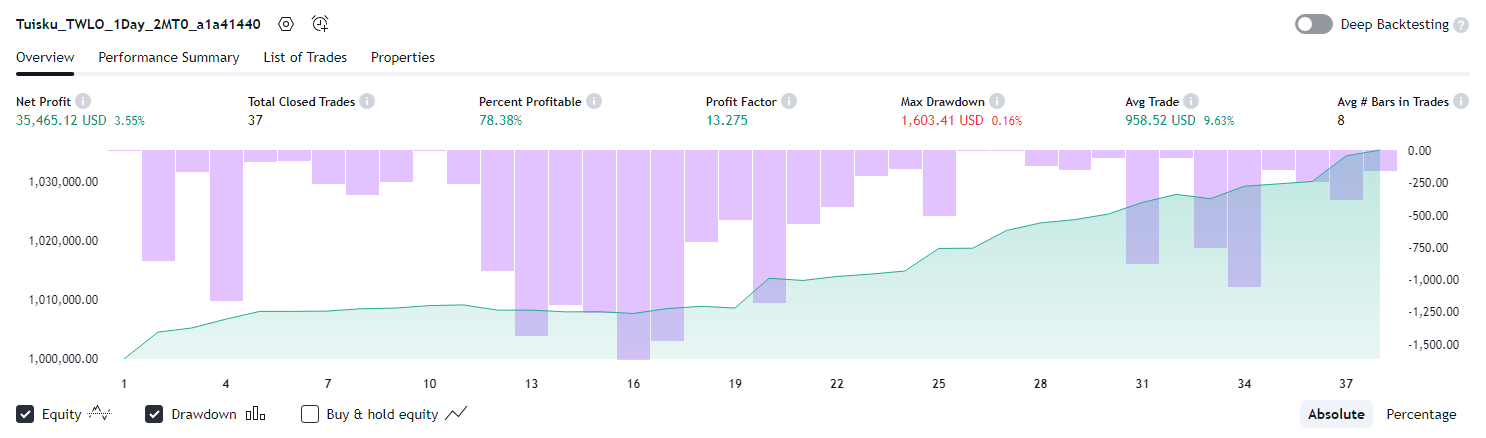 Tuisku_TWLO_1Day_2MT0_a1a41440
Deep Backtesting ?
Overview Performance Summary List of Trades Properties
Net Profit Total Closed Trades Percent Profitable Profit Factor Max Drawdown Avg Trade Avg # Bars in Trades
35,465.12 USD 3.55% 37 78.38% 13.275 1,603.41 USD 0.16% 958.52 USD 9.63% 8
0.00
1,030,000.00 -250.00
-500.00
1,020,000.00 -750.00
-1,000.00
1,010,000.00 -1,250.00
-1,500.00
1,000,000.00
1 4 7 10 13 16 19 22 25 28 31 34 37
Equity Drawdown Buy & hold equity Absolute Percentage